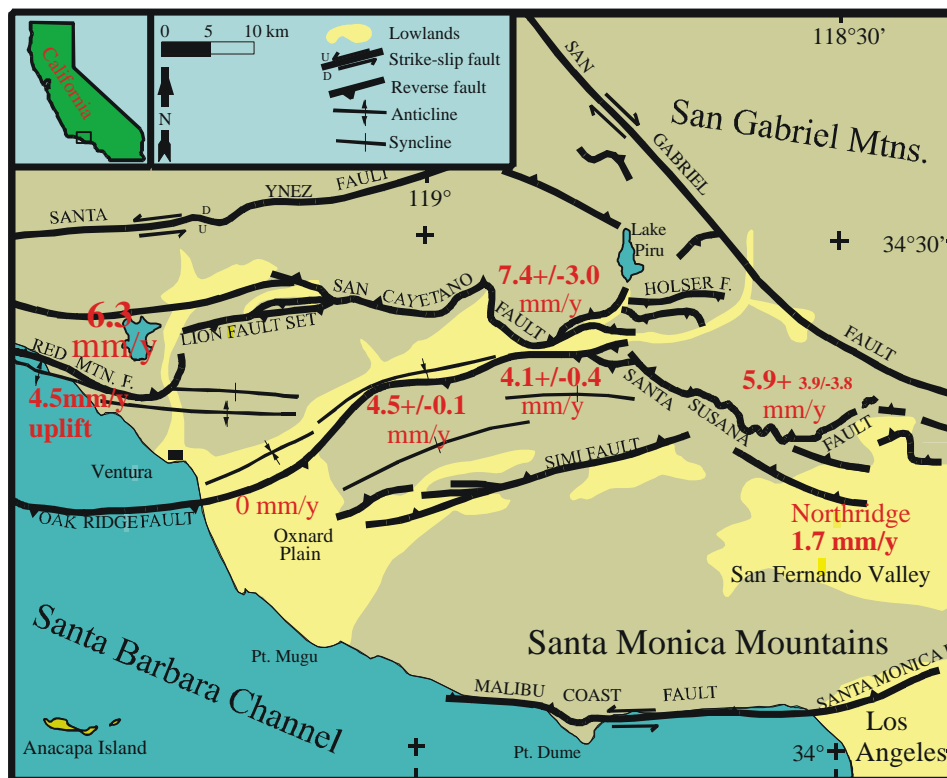 California
0 5 10 km
N
Lowlands
U
D
Strike-slip fault
Reverse fault
Anticline
Syncline
118°30'
SAN GABRIEL FAULT
San Gabriel Mtns.
SANTA YNEZ FAULT
D
U
119°
34°30'
Lake
Piru
7.4+/-3.0
mm/y
HOLSER F.
SAN CAYETANO FAULT
6.3
mm/y
LION FAULT SET
RED MTN. F.
4.5mm/y
uplift
4.5+/-0.1
mm/y
4.1+/-0.4
mm/y
5.9+ 3.9/-3.8
mm/y
SANTA SUSANA FAULT
SIMI FAULT
Ventura
0 mm/y
OAK RIDGE FAULT
Oxnard
Plain
Northridge
1.7 mm/y
San Fernando Valley
Santa Monica Mountains
Pt. Mugu
Santa Barbara Channel
MALIBU COAST FAULT
SANTA MONICA F
Los
Angeles
Anacapa Island
Pt. Dume
34°